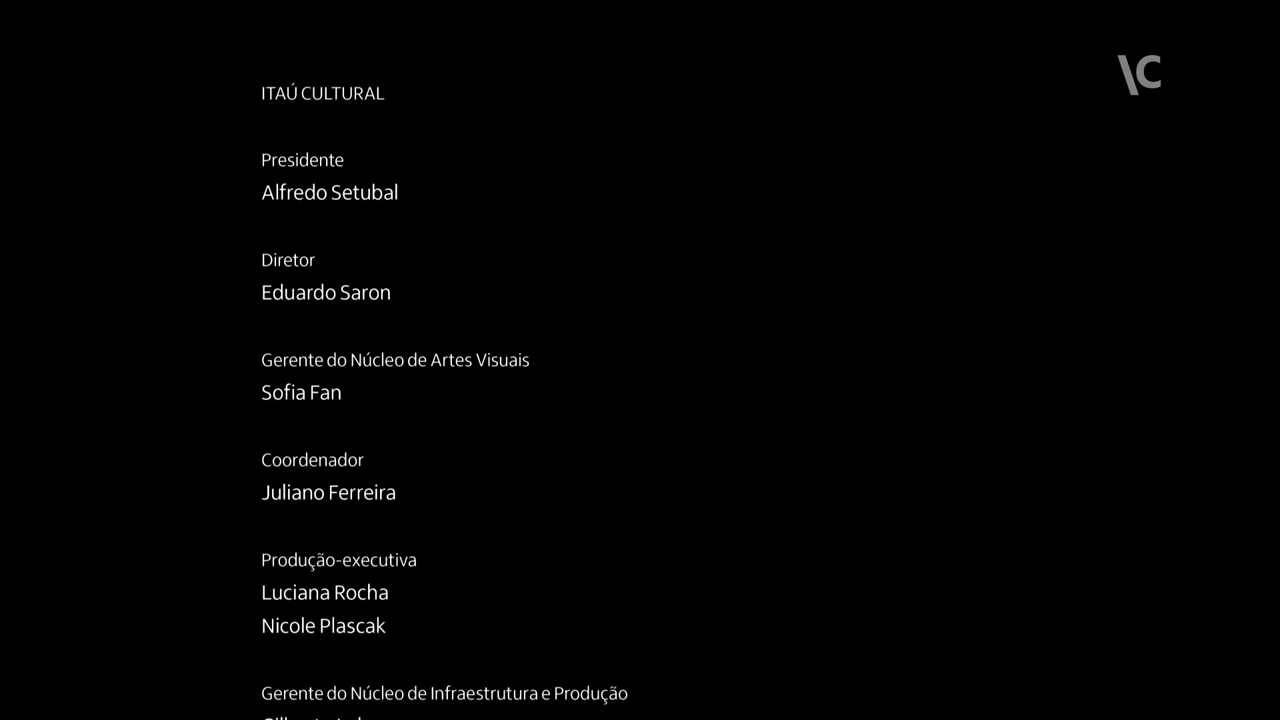 \C
ITAÚ CULTURAL
Presidente
Alfredo Setubal
Diretor
Eduardo Saron
Gerente do Núcleo de Artes Visuais
Sofia Fan
Coordenador
Juliano Ferreira
Produção-executiva
Luciana Rocha
Nicole Plascak
Gerente do Núcleo de Infraestrutura e Produção